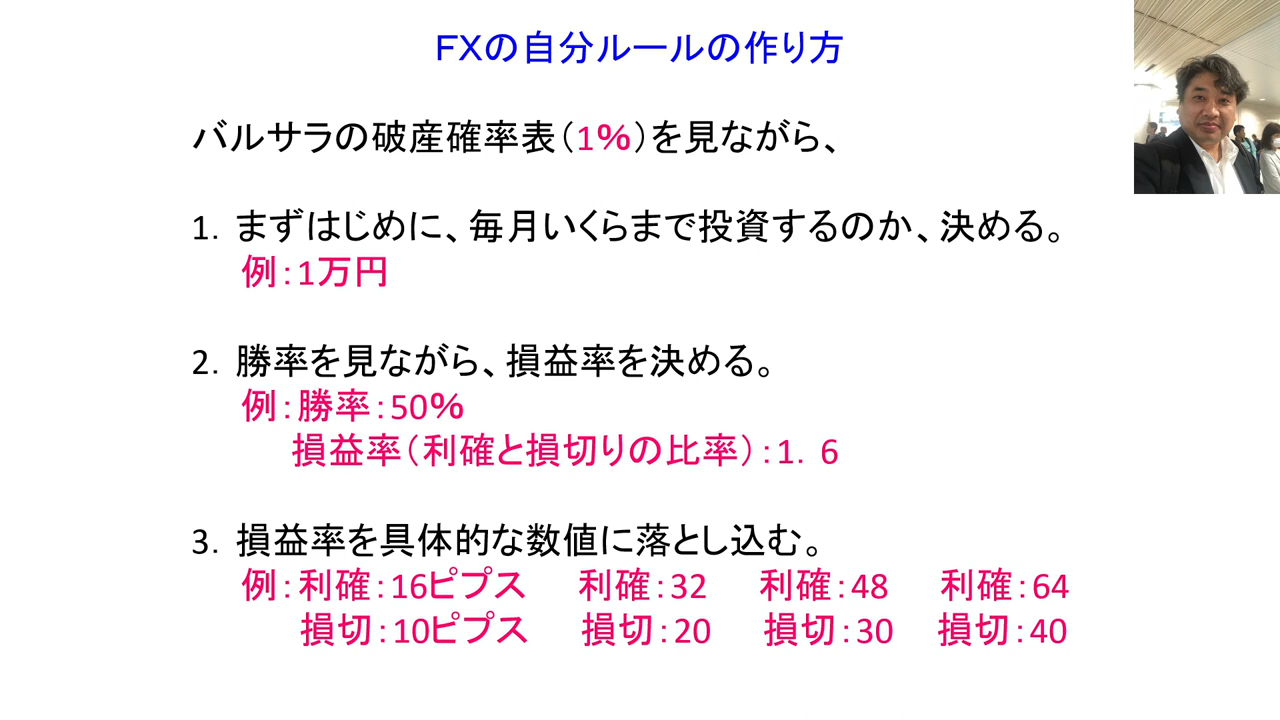 ＦＸの自分ルールの作り方
バルサラの破産確率表（1％）を見ながら、
1．まずはじめに、毎月いくらまで投資するのか、決める。
例：1万円
2．勝率を見ながら、損益率を決める。
例：勝率：50％
損益率（利確と損切りの比率）：1．6
3．損益率を具体的な数値に落とし込む。
例：利確：16ピプス　利確：32　利確：48　利確：64
損切：10ピプス　損切：20　損切：30　損切：40